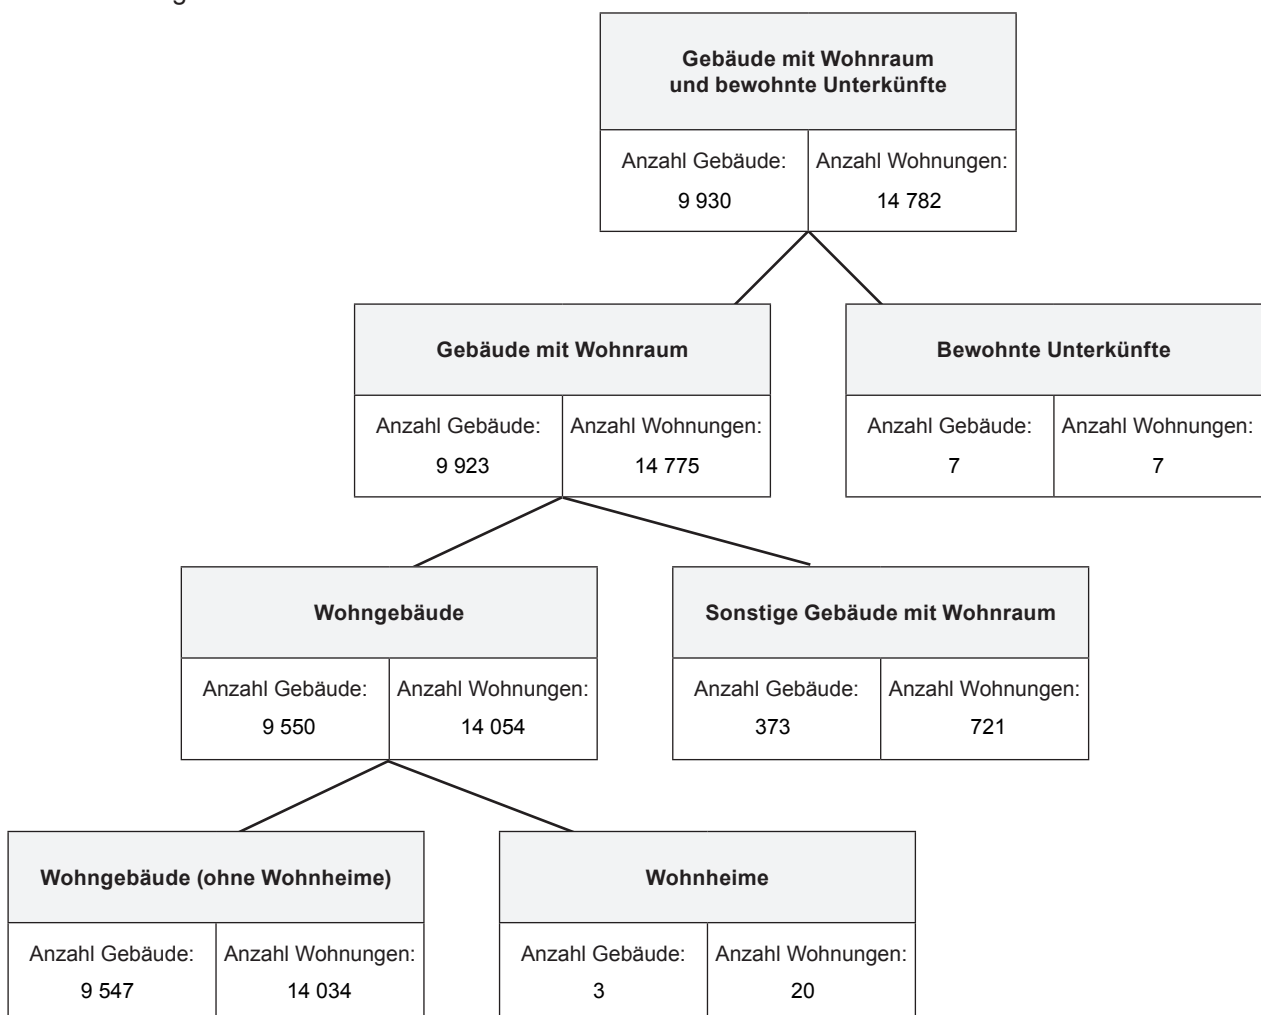 Gebäude mit Wohnraum
und bewohnte Unterkünfte
Anzahl Gebäude: Anzahl Wohnungen:
9 930 14 782
Gebäude mit Wohnraum Bewohnte Unterkünfte
Anzahl Gebäude: Anzahl Wohnungen: Anzahl Gebäude: Anzahl Wohnungen:
9 923 14 775 7 7
Wohngebäude Sonstige Gebäude mit Wohnraum
Anzahl Gebäude: Anzahl Wohnungen: Anzahl Gebäude: Anzahl Wohnungen:
9 550 14 054 373 721
Wohngebäude (ohne Wohnheime) Wohnheime
Anzahl Gebäude: Anzahl Wohnungen: Anzahl Gebäude: Anzahl Wohnungen:
9 547 14 034 3 20